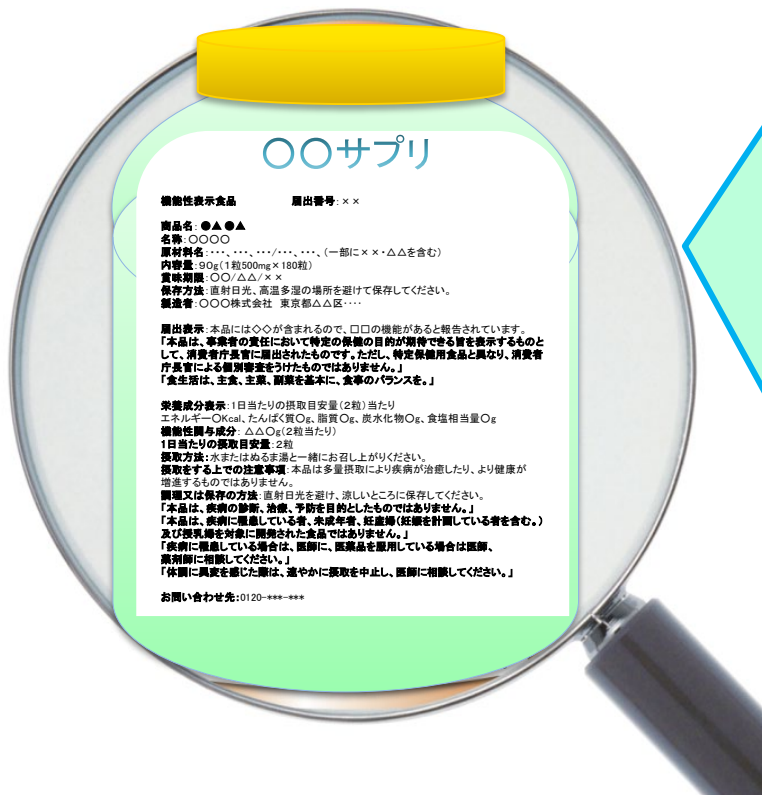 〇〇サプリ
機能性表示食品　届出番号：××
商品名：●▲●▲
名称：〇〇〇〇
原材料名：･･･、･･･、･･･/･･･、･･･、（一部に××・△△を含む）
内容量：90g（1粒500mg×180粒）
賞味期限：〇〇/△△/××
保存方法：直射日光、高温多湿の場所を避けて保存してください。
製造者：〇〇〇株式会社　東京都△△区････
届出表示：本品には◇◇が含まれるので、□□の機能があると報告されています。
「本品は、事業者の責任において特定の保健の目的が期待できる旨を表示するものと
して、消費者庁長官に届出されたものです。ただし、特定保健用食品と異なり、消費者
庁長官による個別審査をうけたものではありません。」
「食生活は、主食、主菜、副菜を基本に、食事のバランスを。」
栄養成分表示：1日当たりの摂取目安量（2粒）当たり
エネルギー〇Kcal、たんぱく質〇g、脂質〇g、炭水化物〇g、食塩相当量〇g
機能性関与成分：△△〇g（2粒当たり）
1日当たりの摂取目安量：2粒
摂取方法：水またはぬるま湯と一緒にお召し上がりください。
摂取をする上での注意事項：本品は多量摂取により疾病が治癒したり、より健康が
増進するものではありません。
調理又は保存の方法：直射日光を避け、涼しいところに保存してください。
「本品は、疾病の診断、治療、予防を目的としたものではありません。」
「本品は、疾病に罹患している者、未成年者、妊産婦（妊娠を計画している者を含む。）
及び授乳婦を対象に開発された食品ではありません。」
「疾病に罹患している場合は、医師に、医薬品を服用している場合は医師、
薬剤師に相談してください。」
「体調に異変を感じた際は、速やかに摂取を中止し、医師に相談してください。」
お問い合わせ先：0120-***-***